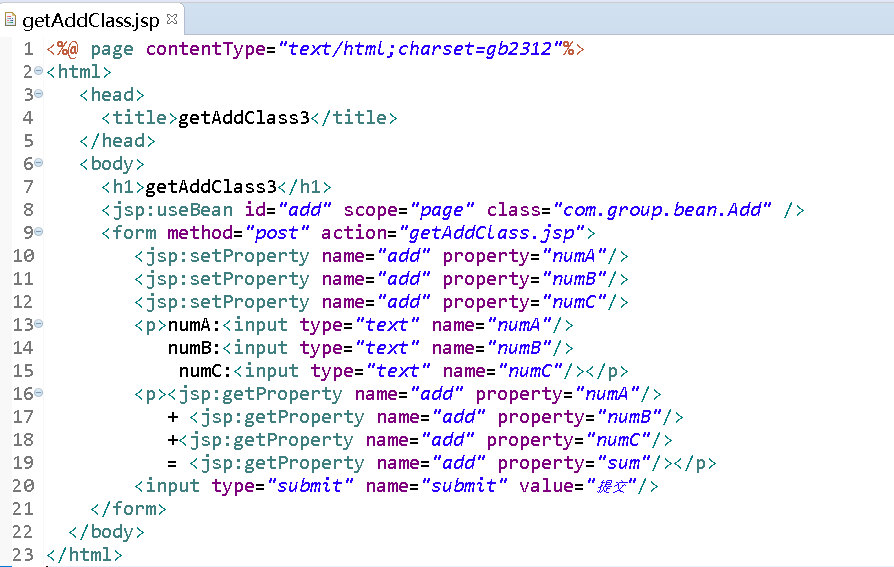 getAddClass.jsp
1 <%@ page contentType="text/html;charset=gb2312"%>
2 <html>
3 <head>
4 <title>getAddClass3</title>
5 </head>
6 <body>
7 <h1>getAddClass3</h1>
8 <jsp:useBean id="add" scope="page" class="com.group.bean.Add" />
9 <form method="post" action="getAddClass.jsp">
10 <jsp:setProperty name="add" property="numA"/>
11 <jsp:setProperty name="add" property="numB"/>
12 <jsp:setProperty name="add" property="numC"/>
13 <p>numA:<input type="text" name="numA"/>
14 numB:<input type="text" name="numB"/>
15 numC:<input type="text" name="numC"/></p>
16 <p><jsp:getProperty name="add" property="numA"/>
17 + <jsp:getProperty name="add" property="numB"/>
18 +<jsp:getProperty name="add" property="numC"/>
19 = <jsp:getProperty name="add" property="sum"/></p>
20 <input type="submit" name="submit" value="提交"/>
21 </form>
22 </body>
23 </html>